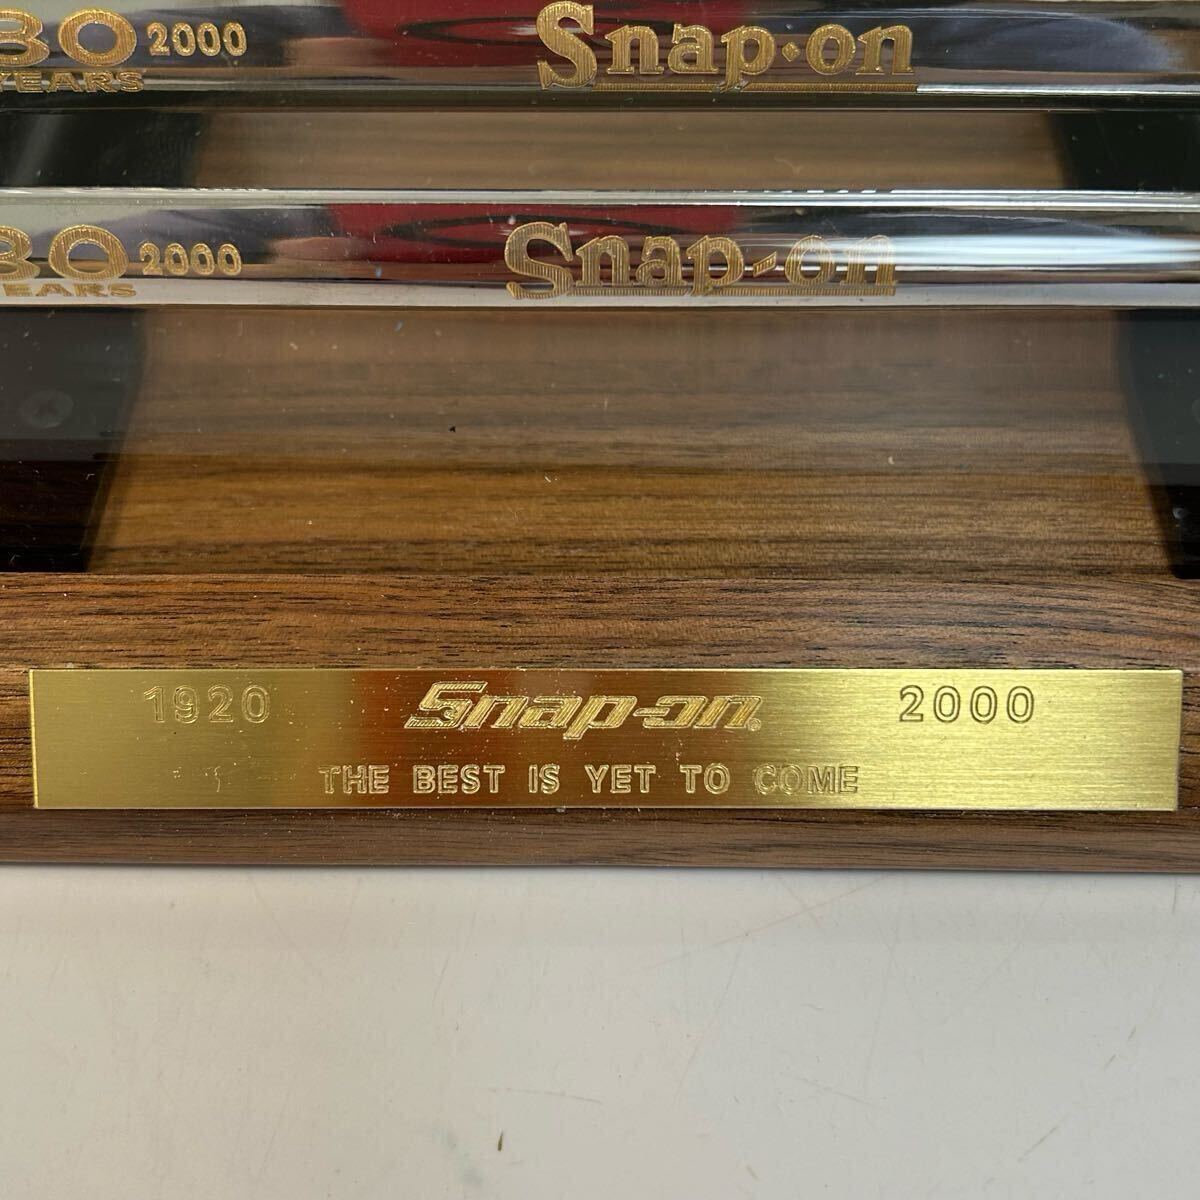 80 2000 Snap-on
YEARS
80 2000 Snap-on
YEARS
1920 Snap-on® 2000
THE BEST IS YET TO COME